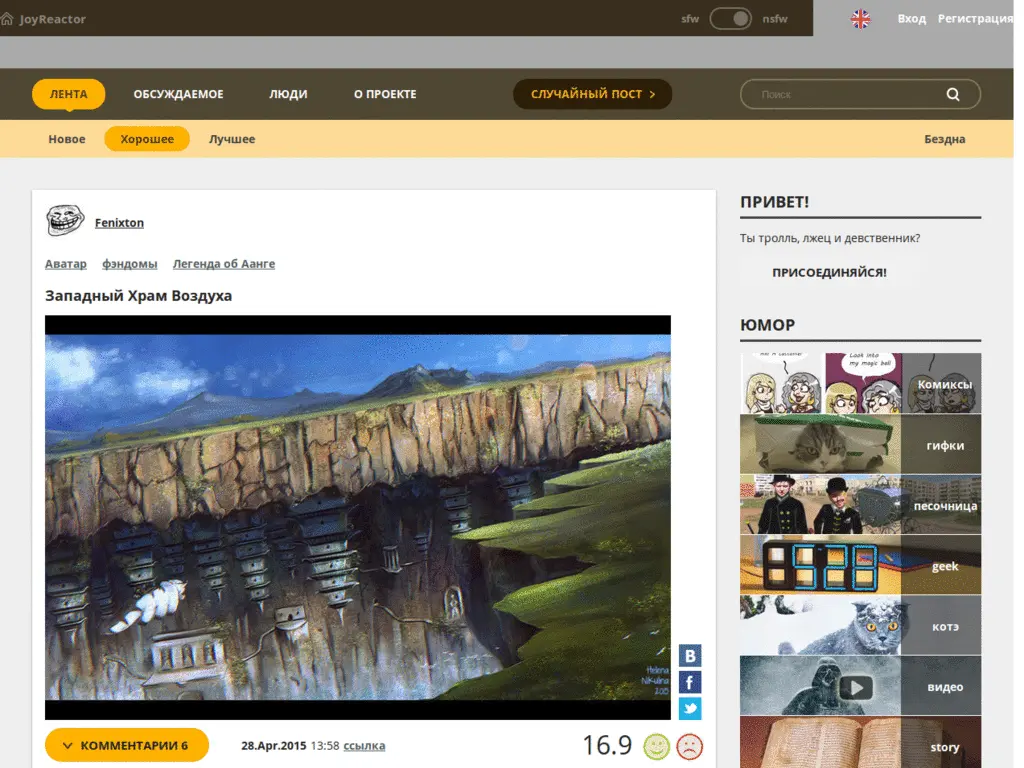 JoyReactor
sfw nsfw
Вход Регистрация
ЛЕНТА ОБСУЖДАЕМОЕ ЛЮДИ О ПРОЕКТЕ
СЛУЧАЙНЫЙ ПОСТ >
Поиск
Новое Хорошее Лучшее Бездна
Fenixton
Аватар фэндомы Легенда об Аанге
Западный Храм Воздуха
Helena
Nikulina
2015
B
f
КОММЕНТАРИИ 6
28.Apr.2015 13:58 ссылка
16.9
ПРИВЕТ!
Ты тролль, лжец и девственник?
ПРИСОЕДИНЯЙСЯ!
ЮМОР
Look into
my magic ball
Комиксы
гифки
песочница
geek
котэ
видео
story